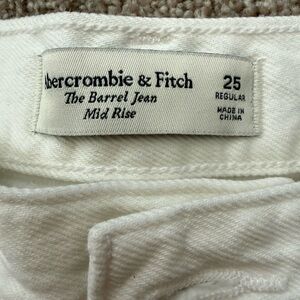 Abercrombie & Fitch
The Barrel Jean
Mid Rise
25
REGULAR
MADE IN
CHINA